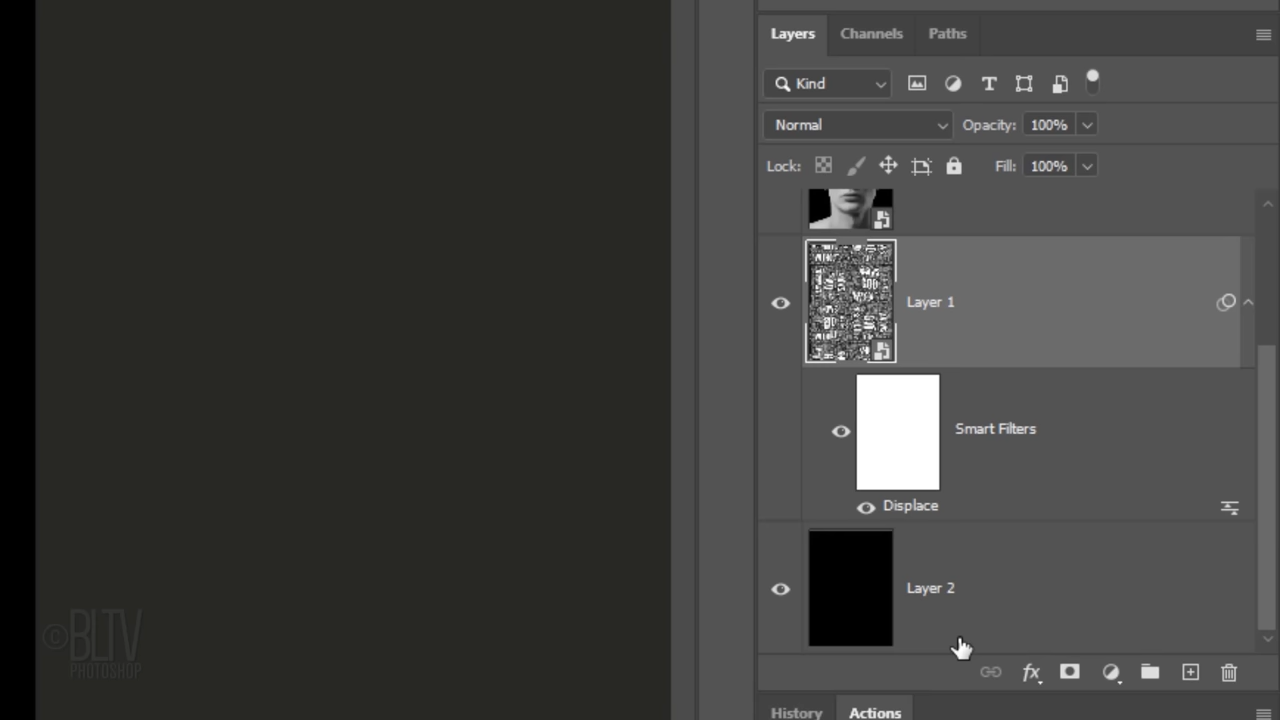 Layers Channels Paths
Kind
Normal Opacity: 100%
Lock: Fill: 100%
Layer 1
Smart Filters
Displace
Layer 2
fx
©BLTV
PHOTOSHOP
History Actions